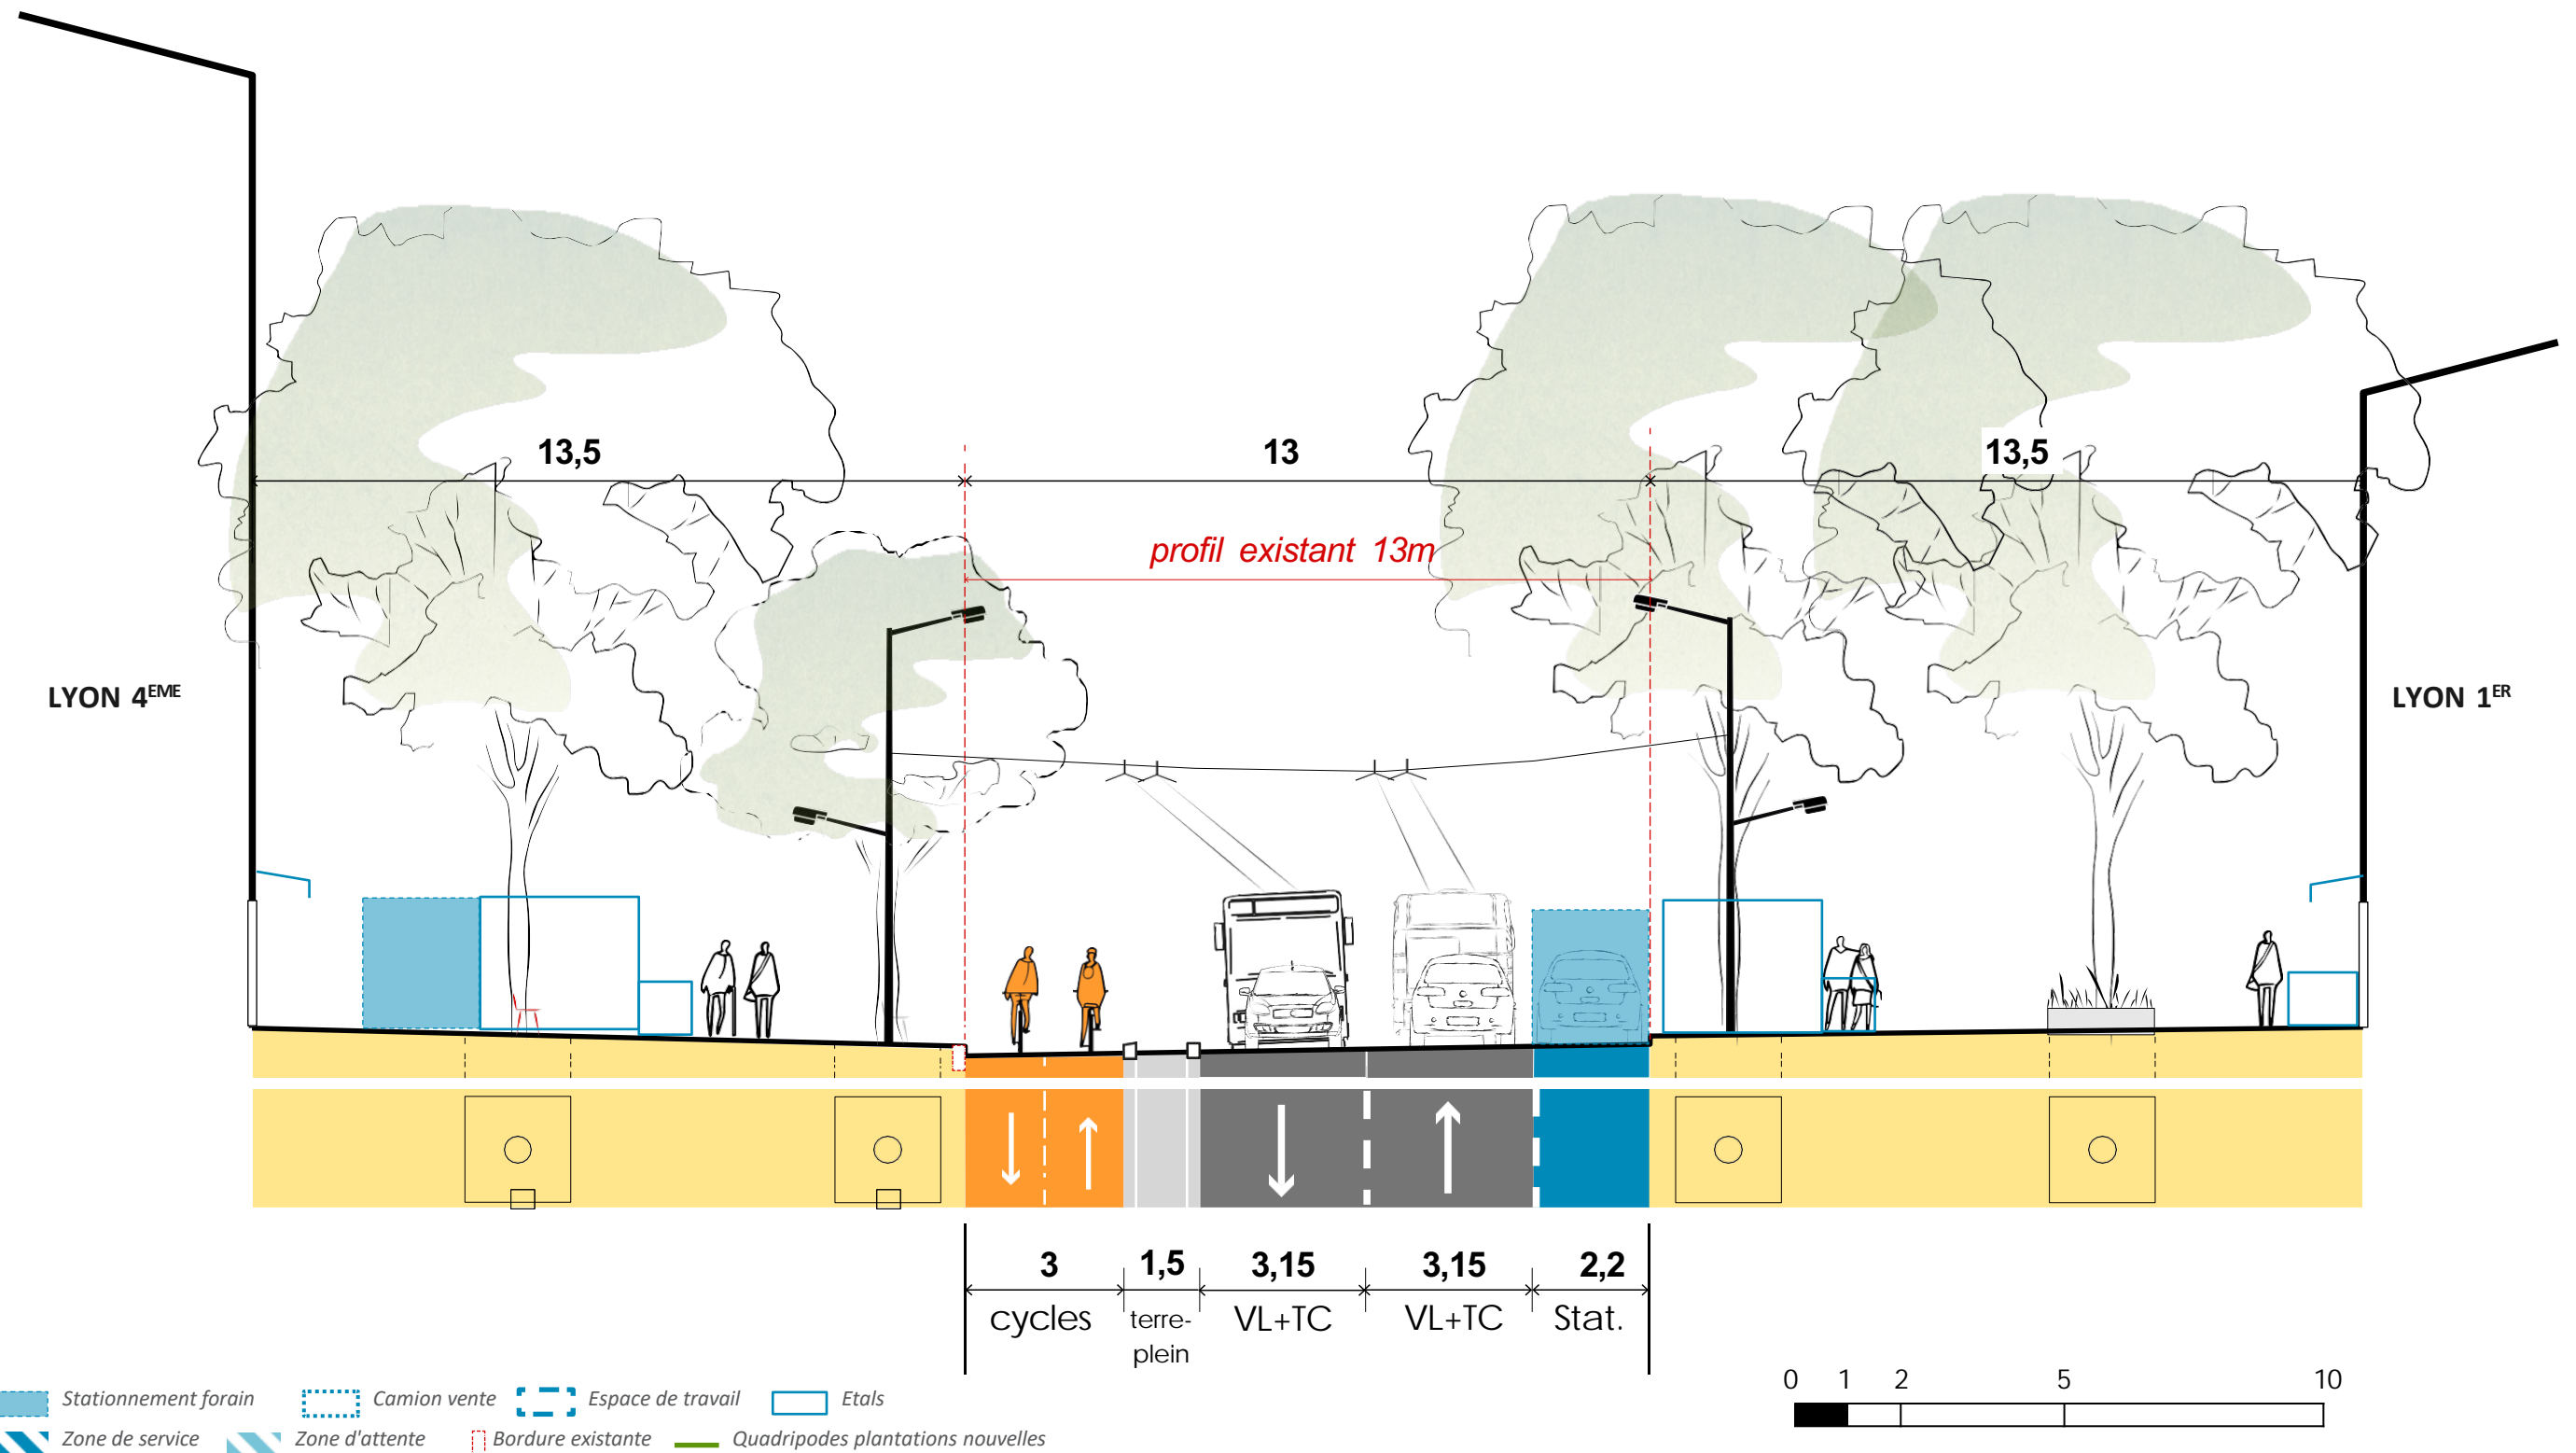 13,5
13
13,5
profil existant 13m
LYON 4EME
LYON 1ER
3
1,5
3,15
3,15
2,2
cycles
terre-
plein
VL+TC
VL+TC
Stat.
0 1 2 5 10
Stationnement forain
Camion vente
Espace de travail
Etals
Zone de service
Zone d'attente
Bordure existante
Quadripodes plantations nouvelles